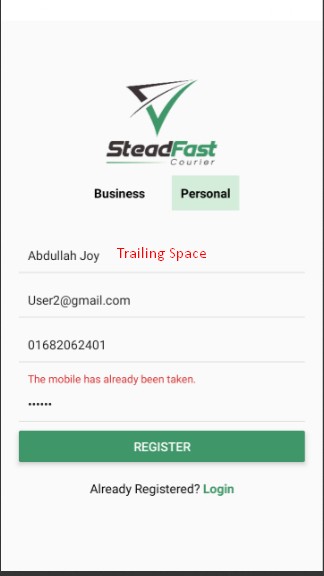 SteadFast
Courier
Business Personal
Abdullah Joy Trailing Space
User2@gmail.com
01682062401
The mobile has already been taken.
••••••
REGISTER
Already Registered? Login